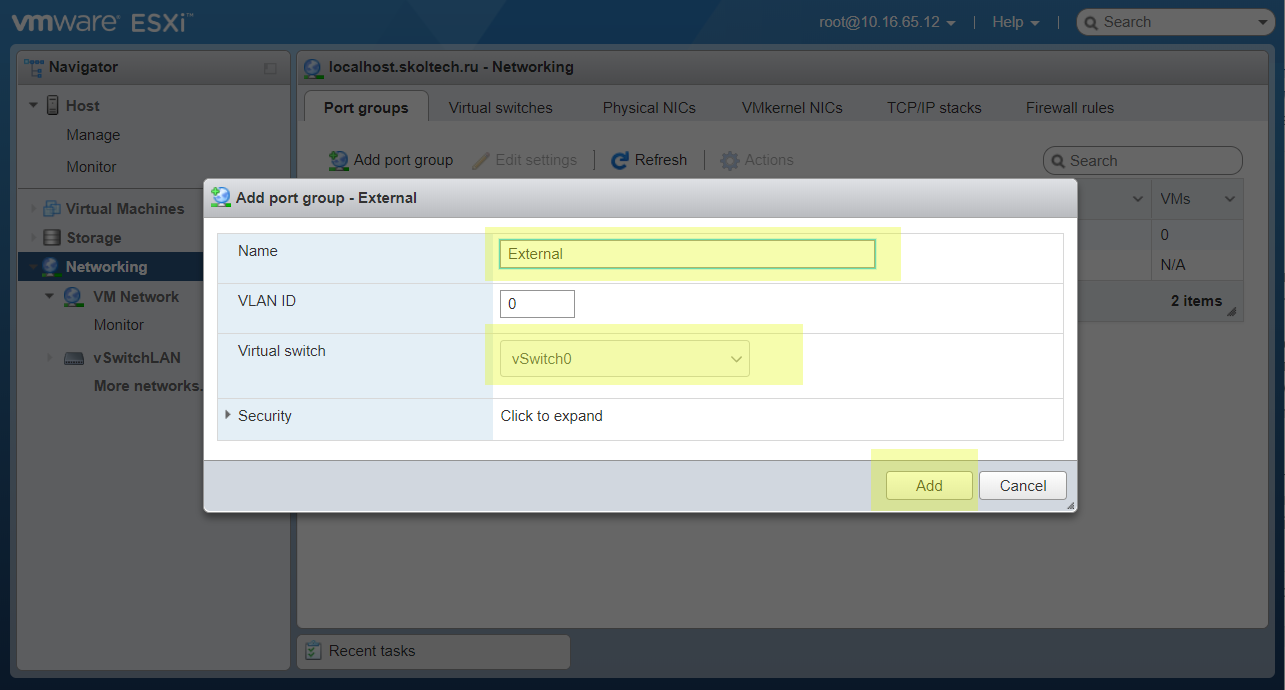 vmware ESXi™
root@10.16.65.12 | Help | Search
Navigator
Host
Manage
Monitor
Virtual Machines
Storage
Networking
VM Network
Monitor
vSwitchLAN
More networks.
localhost.skoltech.ru - Networking
Port groups Virtual switches Physical NICs VMkernel NICs TCP/IP stacks Firewall rules
Add port group Edit settings | Refresh | Actions Search
VMs
0
N/A
2 items
Add port group - External
Name External
VLAN ID 0
Virtual switch vSwitch0
Security Click to expand
Add Cancel
Recent tasks